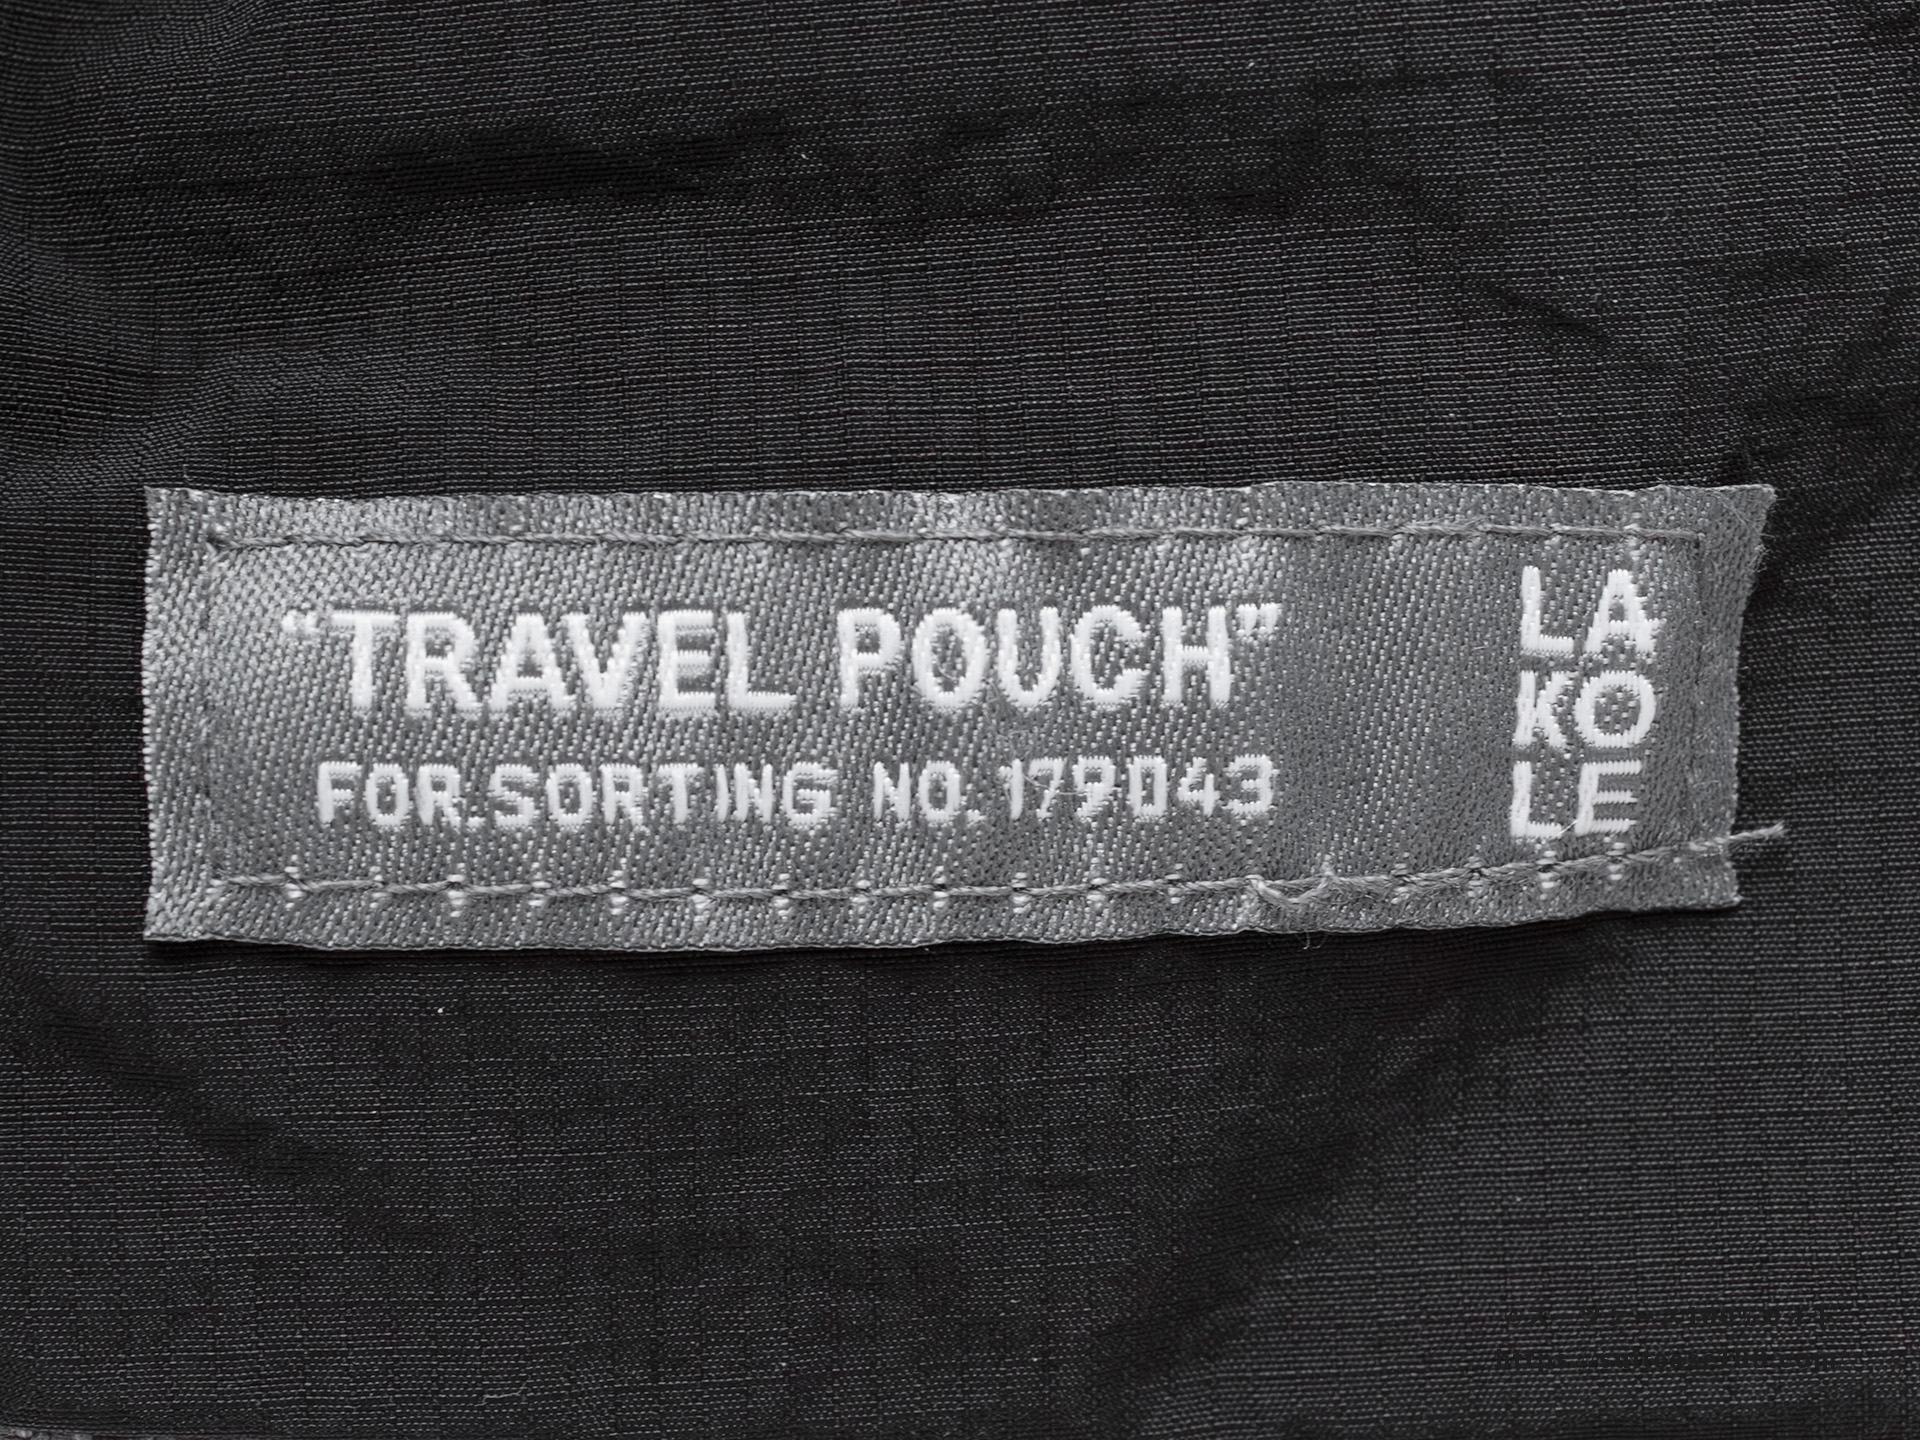 “TRAVEL POUCH”
FOR.SORTING NO.179043
LA
KO
LE